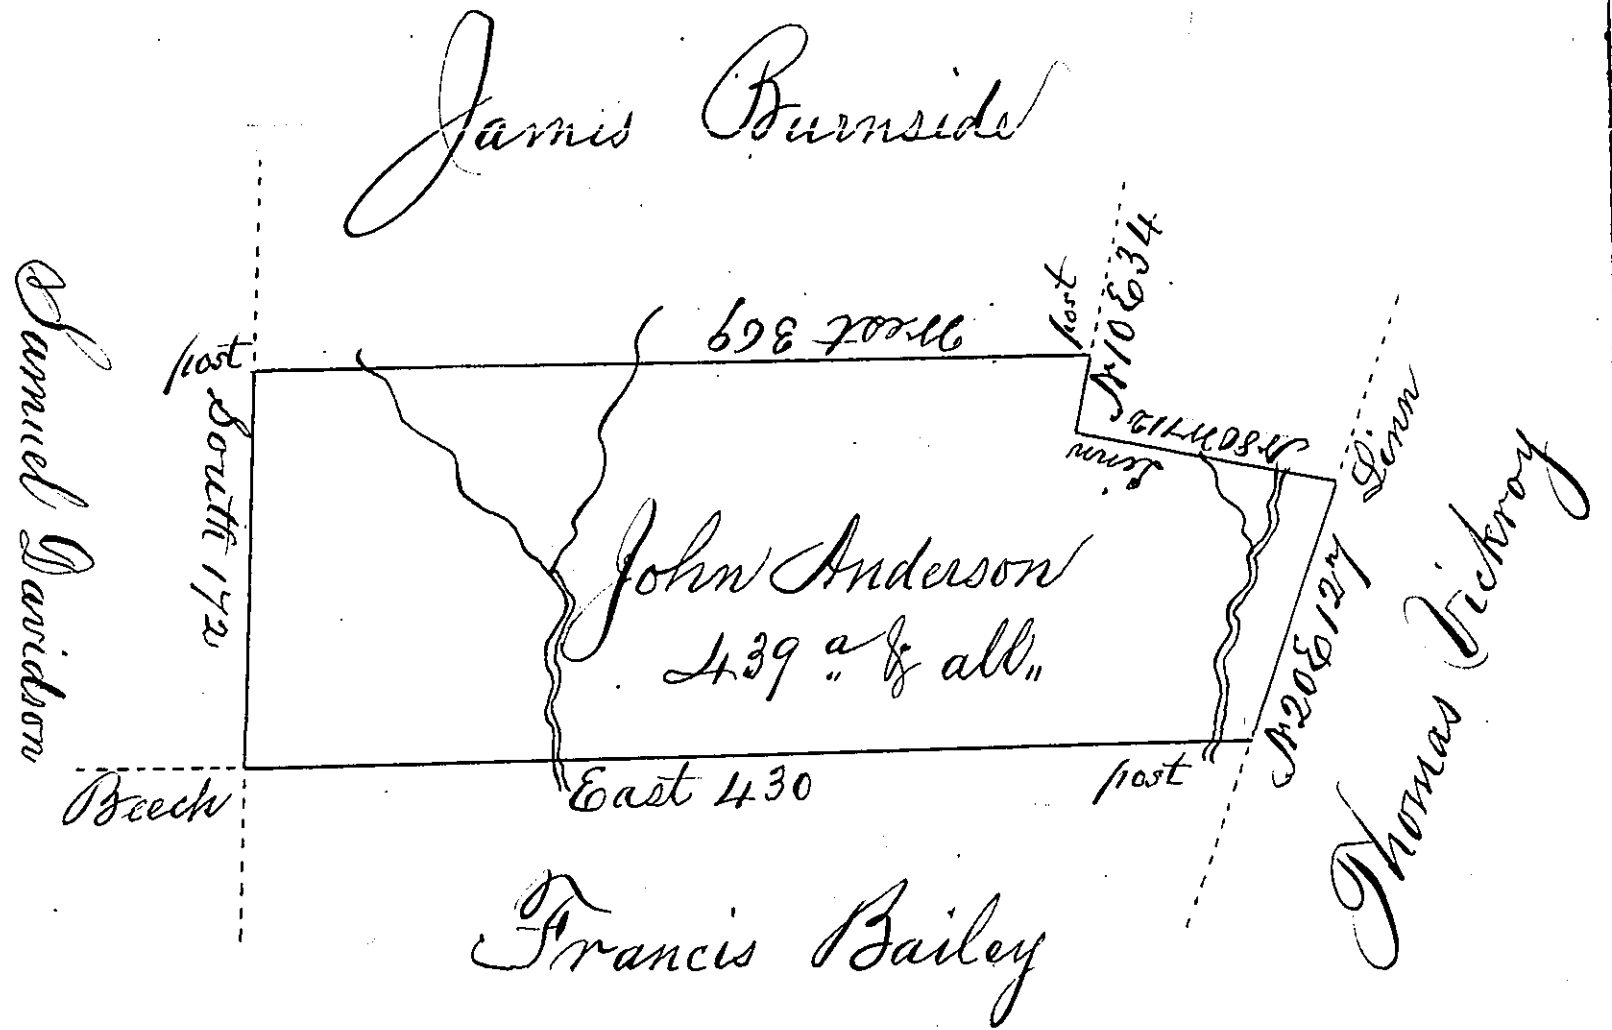 James Burnside
post
N10E34
West 369
post
N80W112
Linn
Linn
South 172
Samuel Davidson
John Anderson
439 a & all
N20E127
Thomas Vickroy
Beech
East 430
post
Francis Bailey